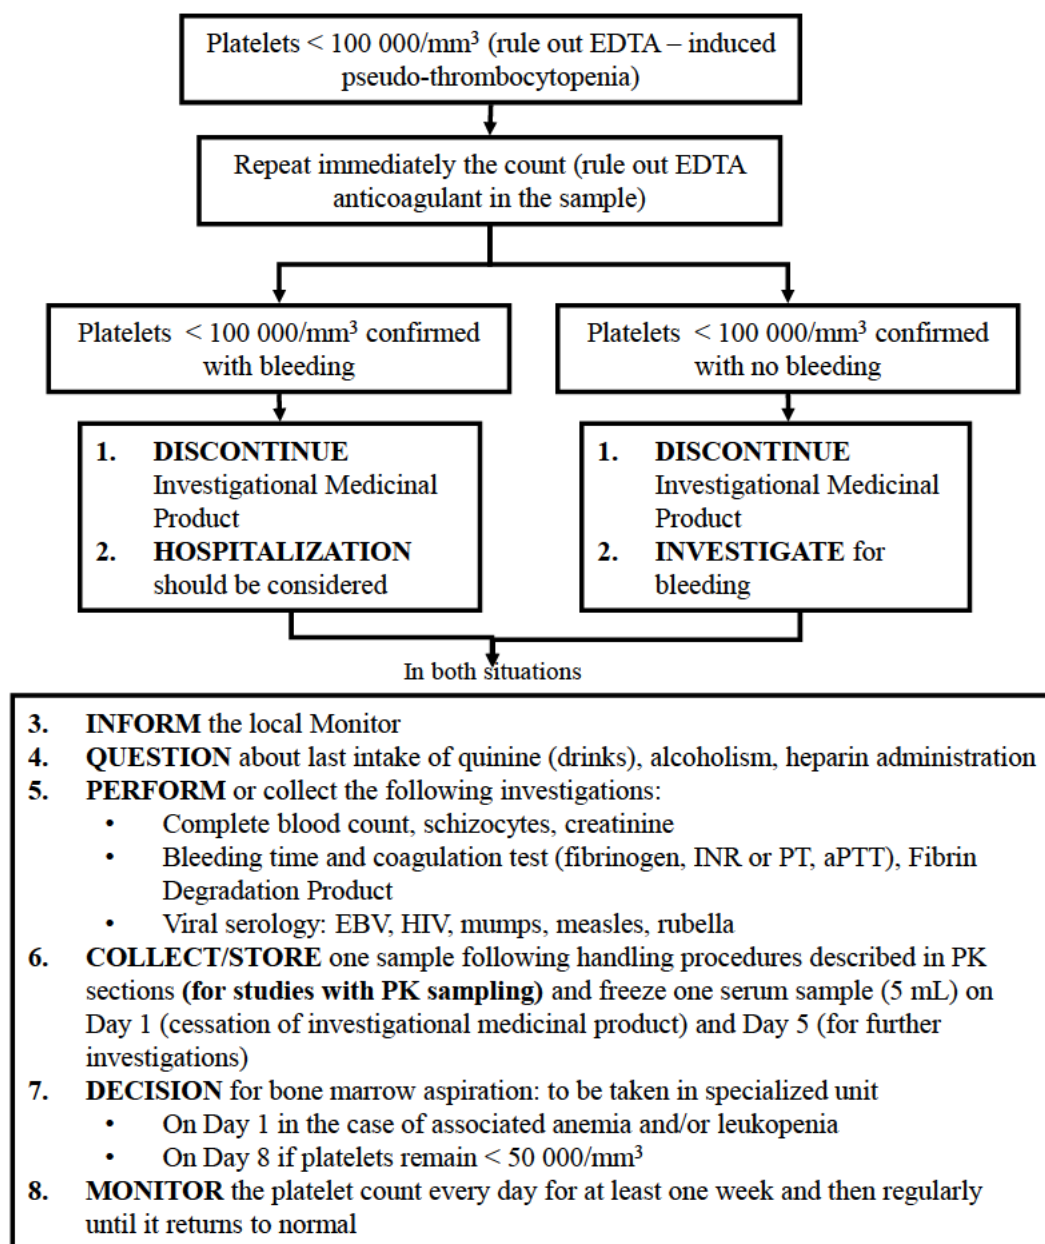 Platelets < 100 000/mm³ (rule out EDTA – induced
pseudo-thrombocytopenia)
Repeat immediately the count (rule out EDTA
anticoagulant in the sample)
Platelets < 100 000/mm³ confirmed
with bleeding
Platelets < 100 000/mm³ confirmed
with no bleeding
1. DISCONTINUE
Investigational Medicinal
Product
2. HOSPITALIZATION
should be considered
1. DISCONTINUE
Investigational Medicinal
Product
2. INVESTIGATE for
bleeding
In both situations
3. INFORM the local Monitor
4. QUESTION about last intake of quinine (drinks), alcoholism, heparin administration
5. PERFORM or collect the following investigations:
• Complete blood count, schizocytes, creatinine
• Bleeding time and coagulation test (fibrinogen, INR or PT, aPTT), Fibrin
Degradation Product
• Viral serology: EBV, HIV, mumps, measles, rubella
6. COLLECT/STORE one sample following handling procedures described in PK
sections (for studies with PK sampling) and freeze one serum sample (5 mL) on
Day 1 (cessation of investigational medicinal product) and Day 5 (for further
investigations)
7. DECISION for bone marrow aspiration: to be taken in specialized unit
• On Day 1 in the case of associated anemia and/or leukopenia
• On Day 8 if platelets remain < 50 000/mm³
8. MONITOR the platelet count every day for at least one week and then regularly
until it returns to normal